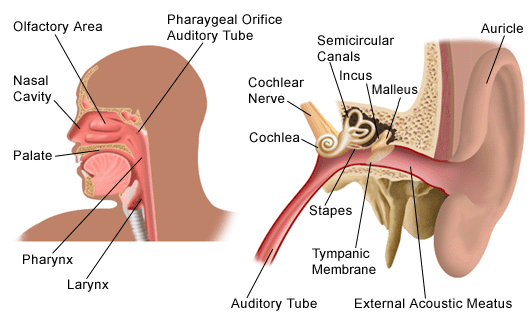 Olfactory Area
Pharaygeal Orifice
Auditory Tube
Nasal
Cavity
Palate
Pharynx
Larynx
Auricle
Semicircular
Canals
Incus
Malleus
Cochlear
Nerve
Cochlea
Stapes
Tympanic
Membrane
Auditory Tube
External Acoustic Meatus